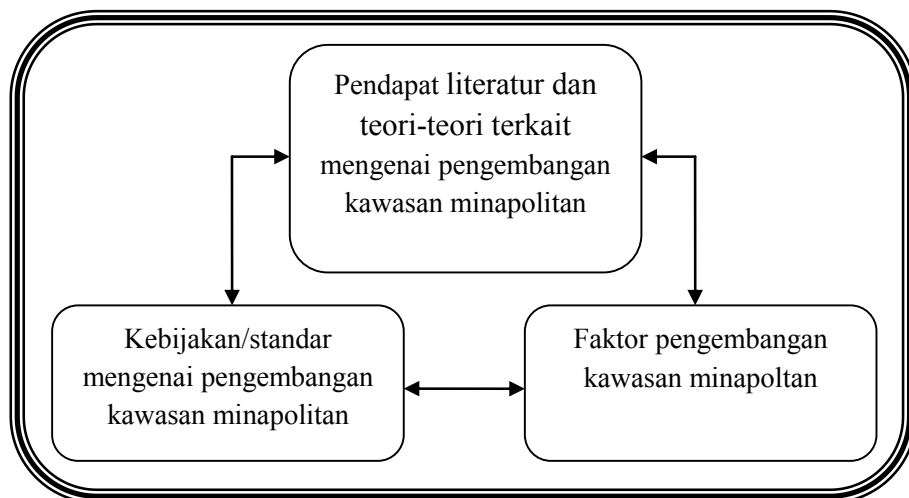 Pendapat literatur dan
teori-teori terkait
mengenai pengembangan
kawasan minapolitan
Kebijakan/standar
mengenai pengembangan
kawasan minapolitan
Faktor pengembangan
kawasan minapoltan